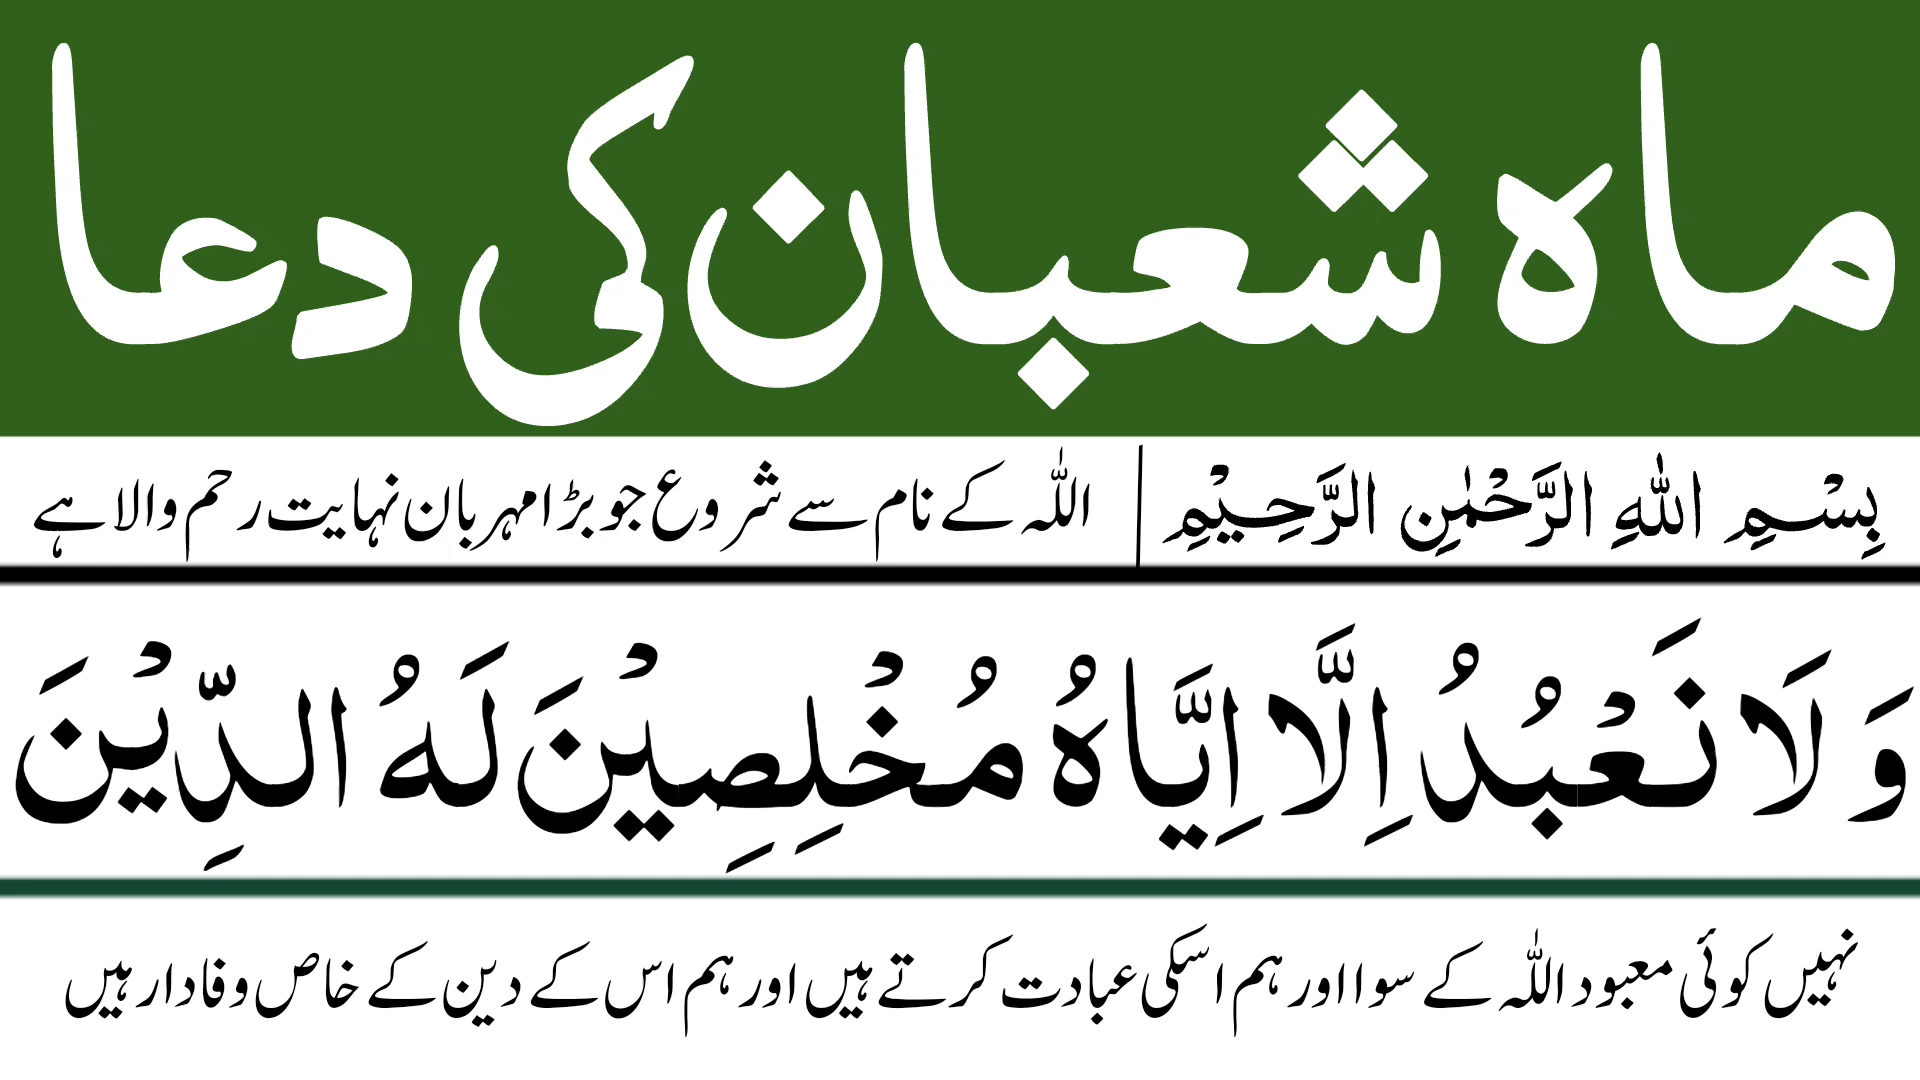 ماہ شعبان کی دعا
بِسْمِ اللهِ الرَّحْمٰنِ الرَّحِيْمِ | اللہ کے نام سے شروع جو بڑا مہربان نہایت رحم والا ہے
وَ لَا نَعْبُدُ اِلَّا اِيَّاهُ مُخْلِصِيْنَ لَهُ الدِّيْنَ
نہیں کوئی معبود اللہ کے سوا اور ہم اسکی عبادت کرتے ہیں اور ہم اس کے دین کے خاص وفادار ہیں